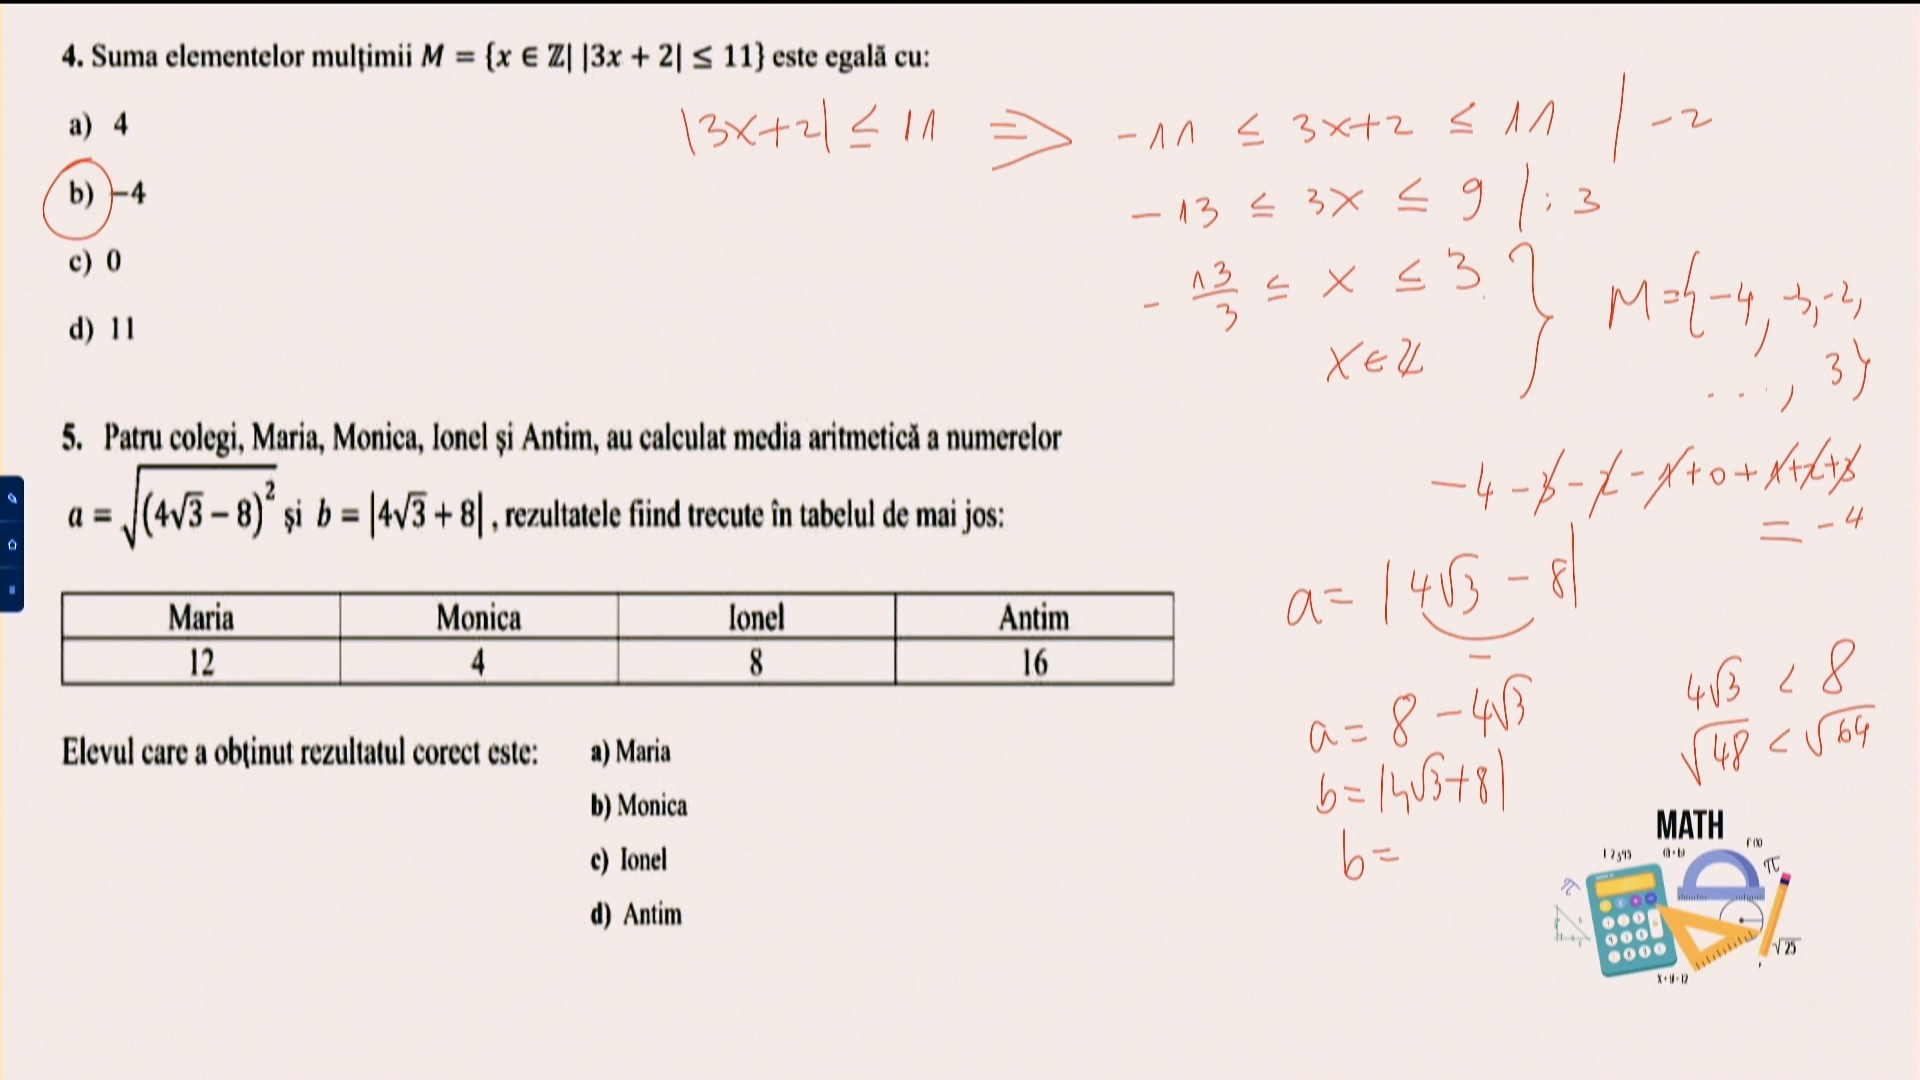 4. Suma elementelor mulțimii M = {x ∈ ℤ| |3x + 2| ≤ 11} este egală cu:
a) 4
b) −4
c) 0
d) 11
|3x+2| ≤ 11 ⇒ -11 ≤ 3x+2 ≤ 11 | -2
-13 ≤ 3x ≤ 9 | : 3
- 13/3 ≤ x ≤ 3 }
x ∈ ℤ
M = {-4, -3, -2,
..., 3}
-4 -3 -2 -1 +0 +1+2+3
= -4
5. Patru colegi, Maria, Monica, Ionel și Antim, au calculat media aritmetică a numerelor
a = √(4√3 − 8)² și b = |4√3 + 8|, rezultatele fiind trecute în tabelul de mai jos:
Maria Monica Ionel Antim
12 4 8 16
Elevul care a obținut rezultatul corect este: a) Maria
b) Monica
c) Ionel
d) Antim
a = |4√3 - 8|
-
a = 8 - 4√3
b = |4√3+8|
b =
4√3 < 8
√48 < √64
MATH
π
√25